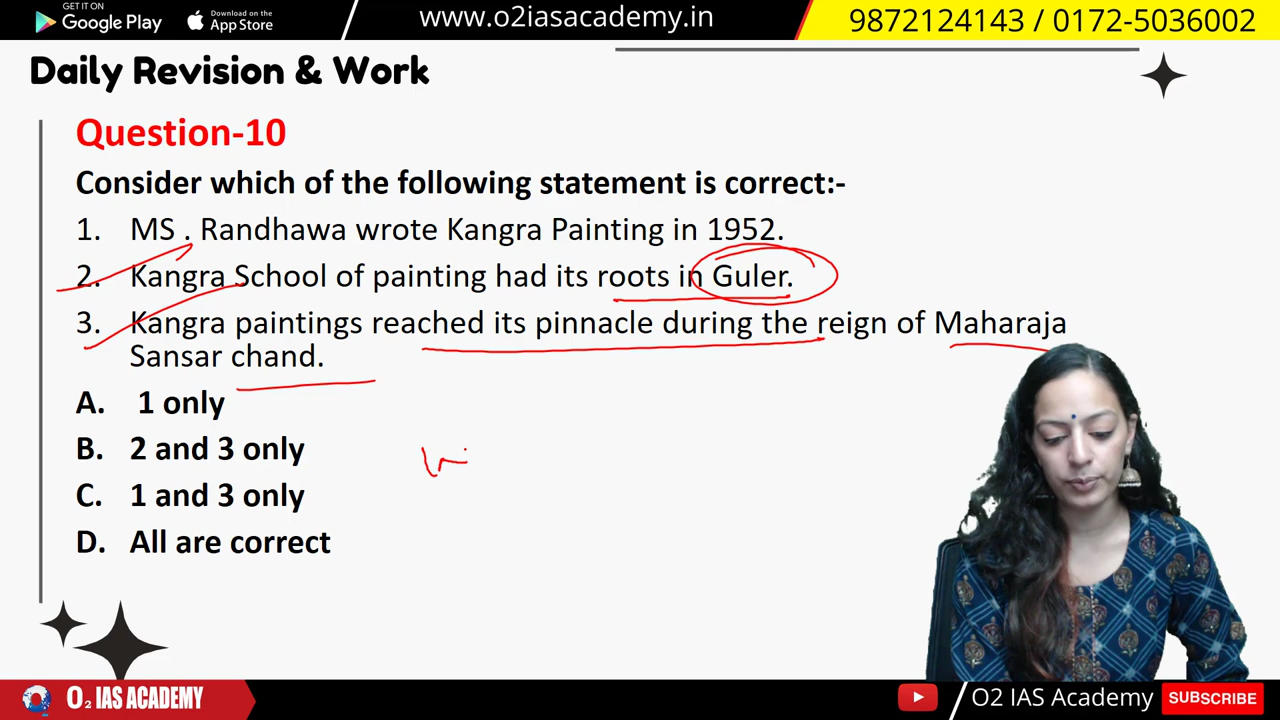 GET IT ON
Google Play
Download on the
App Store
www.o2iasacademy.in
9872124143 / 0172-5036002
Daily Revision & Work
Question-10
Consider which of the following statement is correct:-
1. MS . Randhawa wrote Kangra Painting in 1952.
2. Kangra School of painting had its roots in Guler.
3. Kangra paintings reached its pinnacle during the reign of Maharaja
Sansar chand.
A. 1 only
B. 2 and 3 only
C. 1 and 3 only
D. All are correct
O2 IAS ACADEMY
O2 IAS Academy
SUBSCRIBE